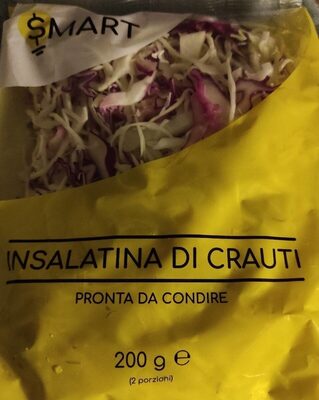 SMART
INSALATINA DI CRAUTI
PRONTA DA CONDIRE
200 g ℮
(2 porzioni)